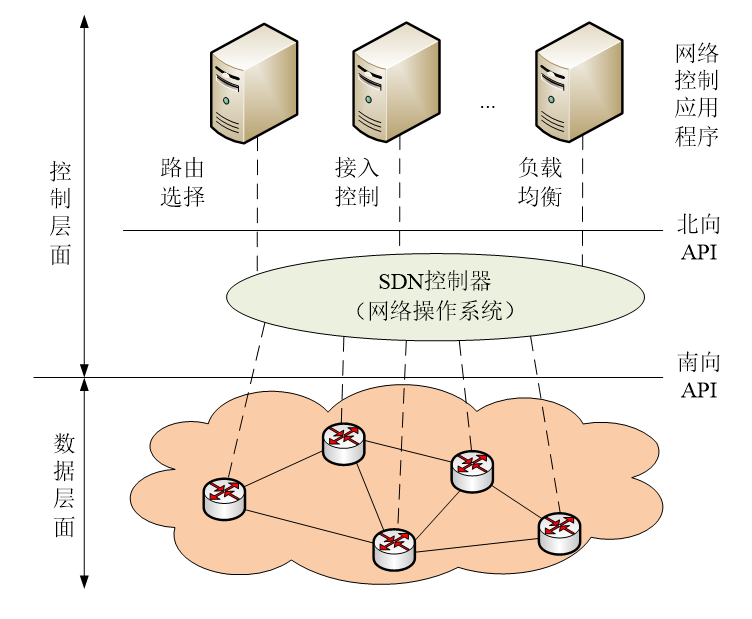 网络
控制
应用
程序
...
路由
选择
接入
控制
负载
均衡
控
制
层
面
北向
API
SDN控制器
（网络操作系统）
南向
API
数
据
层
面